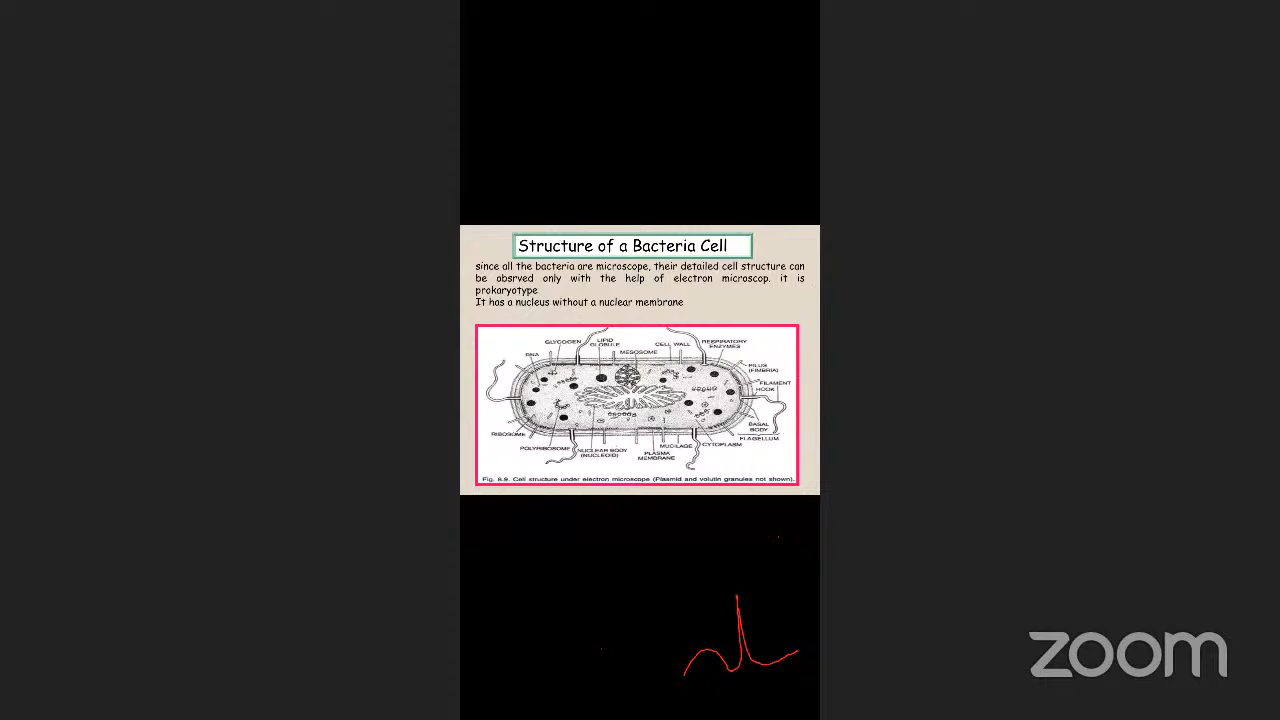 Structure of a Bacteria Cell
since all the bacteria are microscope, their detailed cell structure can
be obsrved only with the help of electron microscop. it is
prokaryotype
It has a nucleus without a nuclear membrane
GLYCOGEN
LIPID
GLOBULE
MESOSOME
CELL WALL
RESPIRATORY
ENZYMES
DNA
PILUS
(FIMBRIA)
FILAMENT
HOOK
BASAL
BODY
FLAGELLUM
RIBOSOME
POLYRIBOSOME
NUCLEAR BODY
(NUCLEOID)
PLASMA
MEMBRANE
MUCILAGE
CYTOPLASM
Fig. 8.9. Cell structure under electron microscope (Plasmid and volutin granules not shown).
zoom